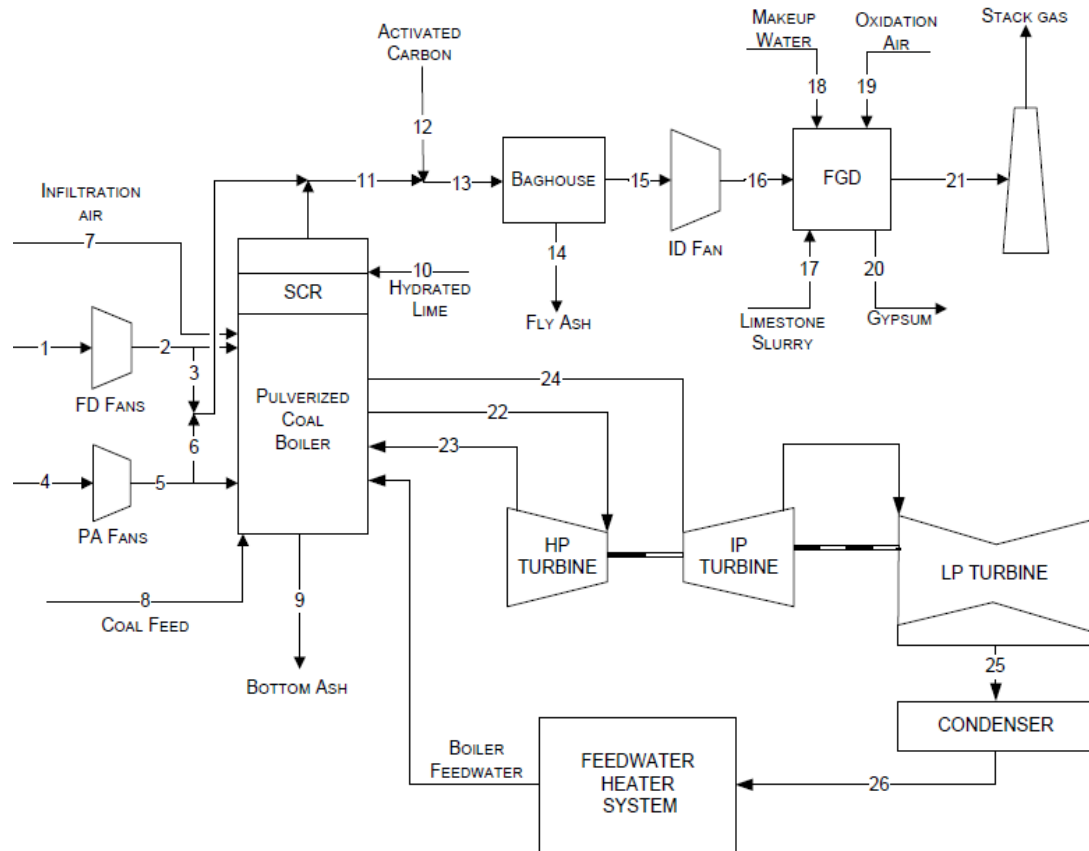 MAKEUP
WATER
OXIDATION
AIR
STACK GAS
ACTIVATED
CARBON
18
19
12
INFILTRATION
AIR
7
11
13
BAGHOUSE
15
16
FGD
21
ID FAN
14
17
20
10
HYDRATED
LIME
SCR
FLY ASH
LIMESTONE
SLURRY
GYPSUM
1
2
3
FD FANS
PULVERIZED
COAL
BOILER
24
22
23
6
4
5
PA FANS
HP
TURBINE
IP
TURBINE
LP TURBINE
8
COAL FEED
9
BOTTOM ASH
25
CONDENSER
BOILER
FEEDWATER
FEEDWATER
HEATER
SYSTEM
26